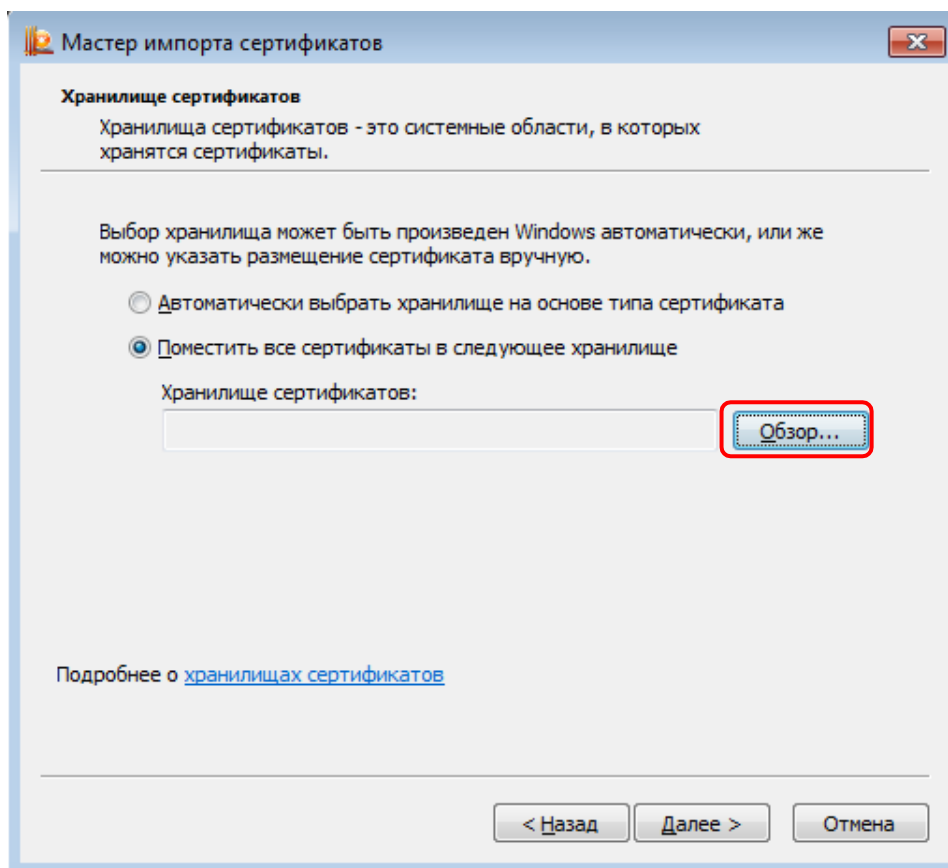 Мастер импорта сертификатов
Хранилище сертификатов
Хранилища сертификатов - это системные области, в которых
хранятся сертификаты.
Выбор хранилища может быть произведен Windows автоматически, или же
можно указать размещение сертификата вручную.
Автоматически выбрать хранилище на основе типа сертификата
Поместить все сертификаты в следующее хранилище
Хранилище сертификатов:
Обзор...
Подробнее о хранилищах сертификатов
< Назад Далее > Отмена